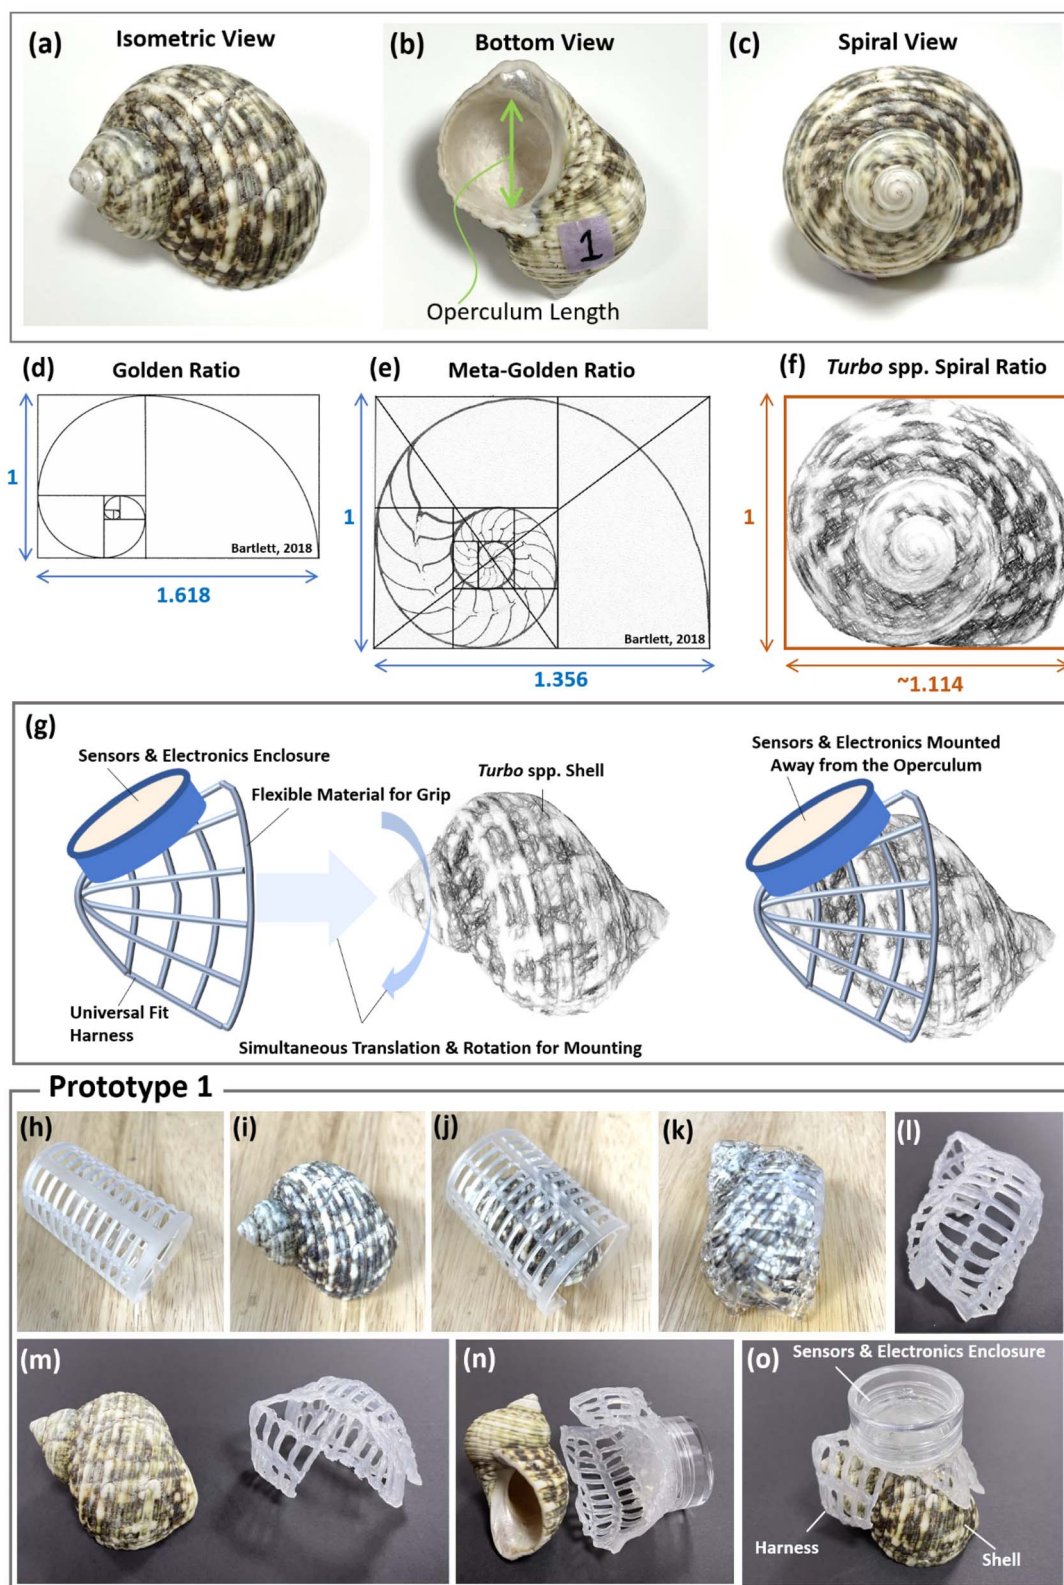 (a)
Isometric View
(b)
Bottom View
(c)
Spiral View
1
Operculum Length
(d)
Golden Ratio
1
Bartlett, 2018
1.618
(e)
Meta-Golden Ratio
1
Bartlett, 2018
1.356
(f)
Turbo spp. Spiral Ratio
1
~1.114
(g)
Sensors & Electronics Enclosure
Flexible Material for Grip
Universal Fit
Harness
Turbo spp. Shell
Simultaneous Translation & Rotation for Mounting
Sensors & Electronics Mounted
Away from the Operculum
Prototype 1
(h)
(i)
(j)
(k)
(l)
(m)
(n)
(o)
Sensors & Electronics Enclosure
Harness
Shell